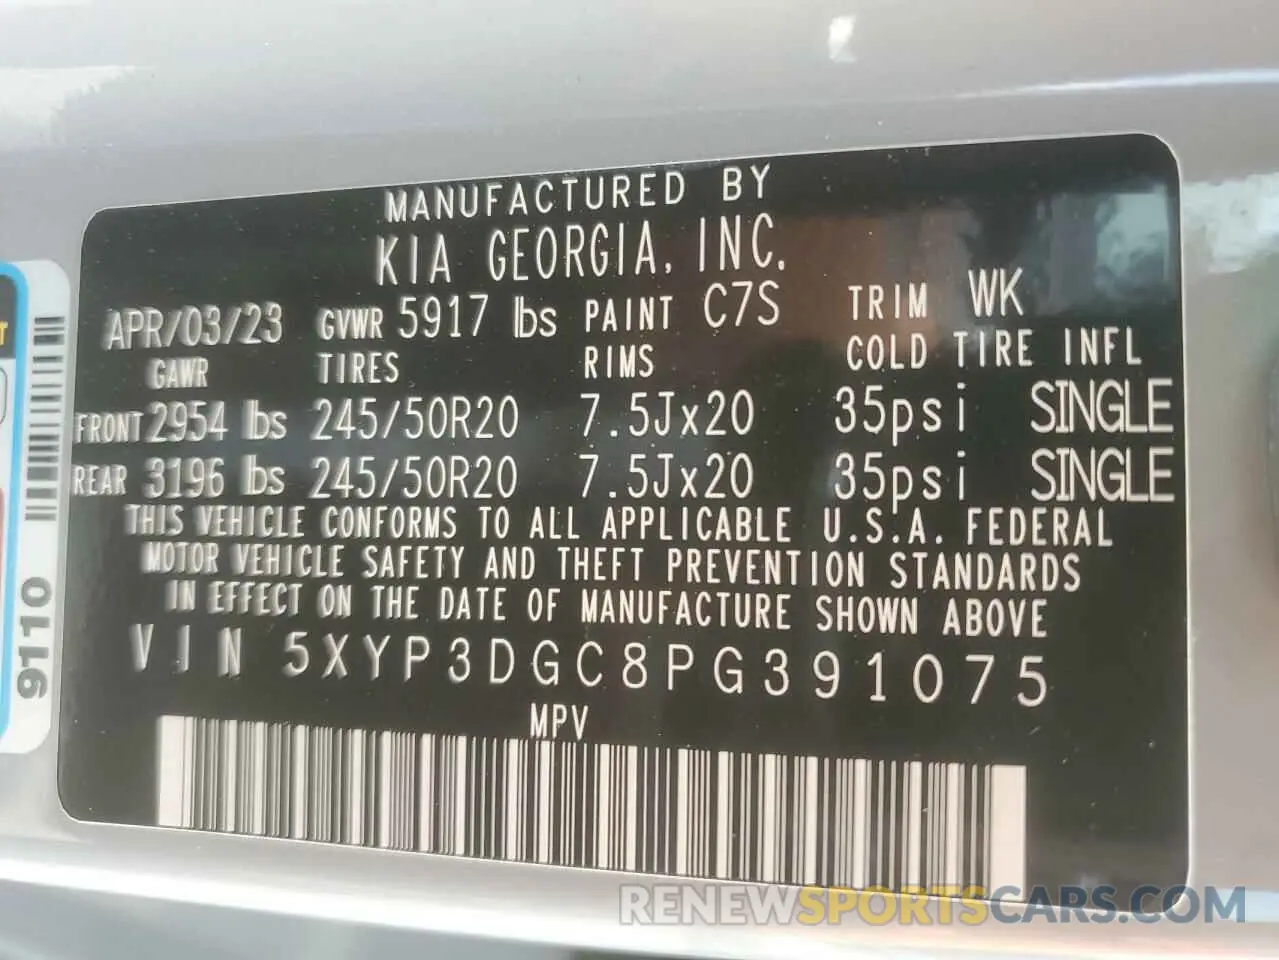 MANUFACTURED BY
KIA GEORGIA, INC.
APR/03/23 GVWR 5917 lbs PAINT C7S TRIM WK
GAWR TIRES RIMS COLD TIRE INFL
FRONT 2954 lbs 245/50R20 7.5Jx20 35psi SINGLE
REAR 3196 lbs 245/50R20 7.5Jx20 35psi SINGLE
THIS VEHICLE CONFORMS TO ALL APPLICABLE U.S.A. FEDERAL
MOTOR VEHICLE SAFETY AND THEFT PREVENTION STANDARDS
IN EFFECT ON THE DATE OF MANUFACTURE SHOWN ABOVE
VIN 5XYP3DGC8PG391075
MPV
9110
RENEWSPORTSCARS.COM